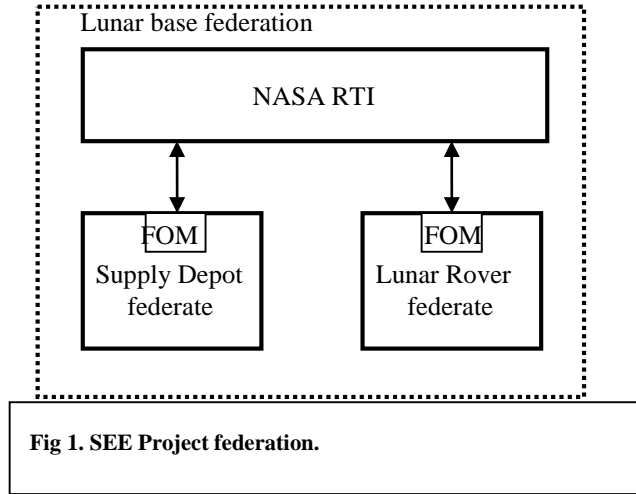 Lunar base federation
NASA RTI
FOM
FOM
Supply Depot
federate
Lunar Rover
federate
Fig 1. SEE Project federation.